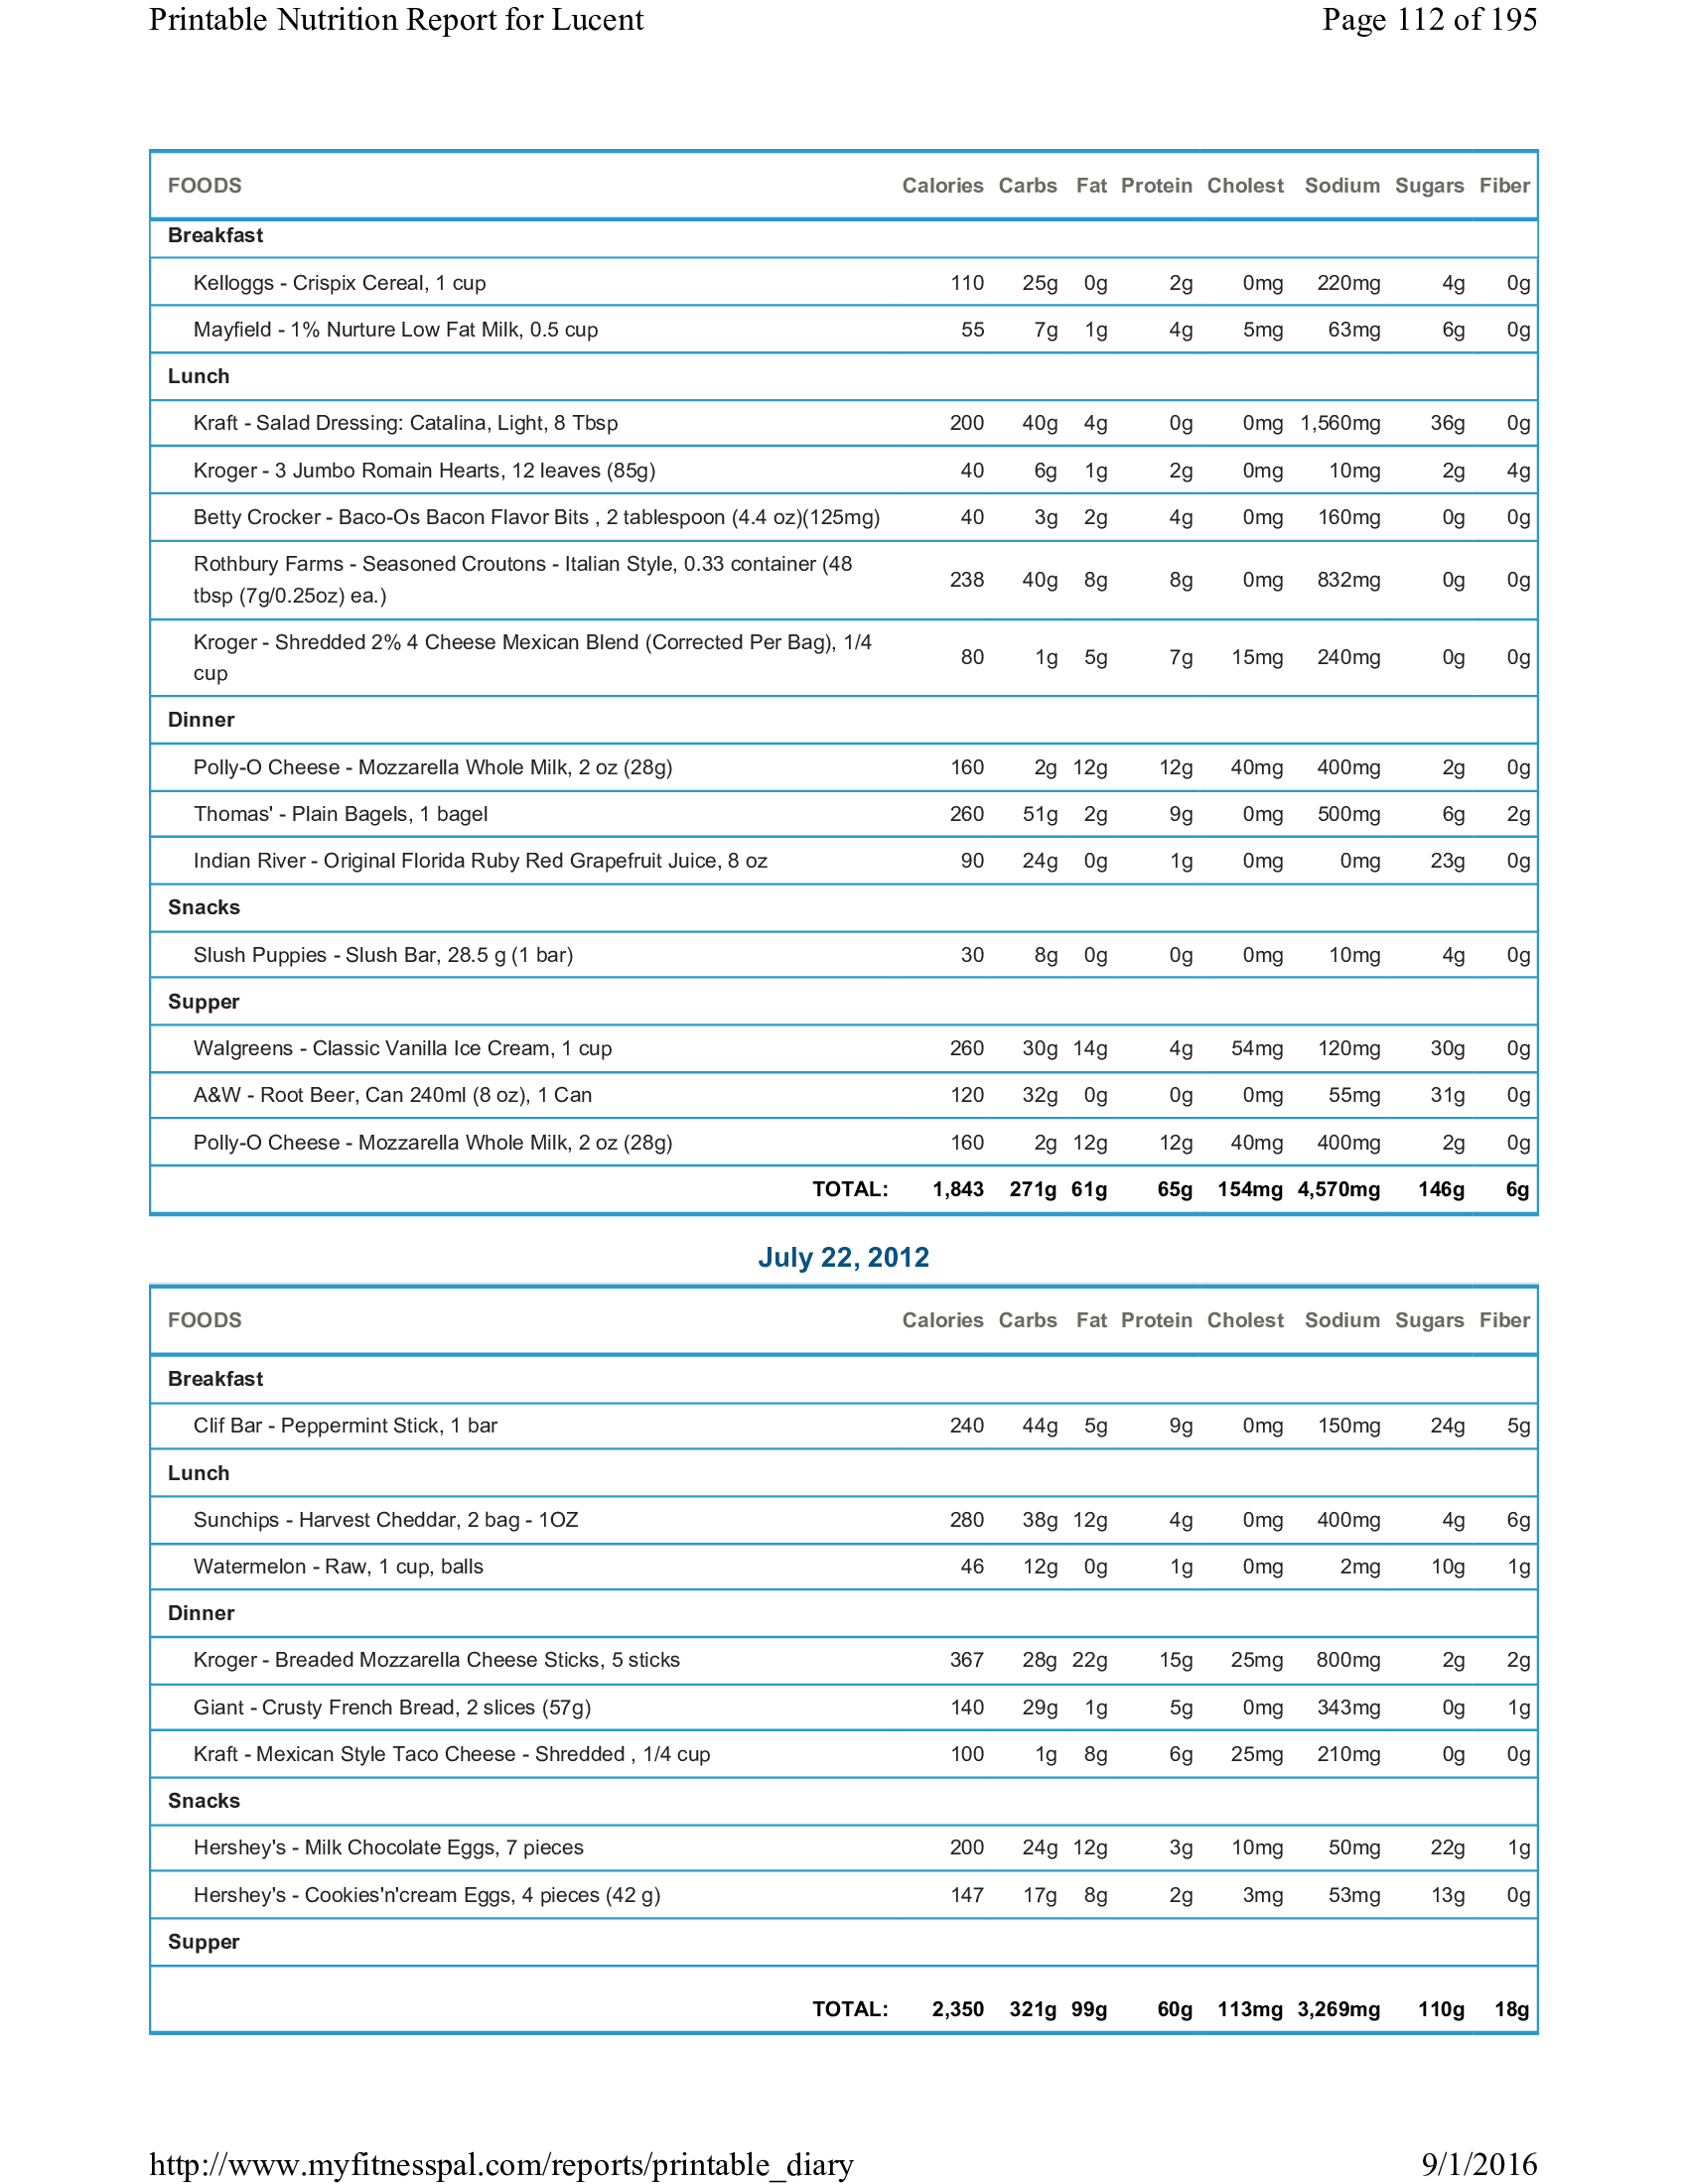 Printable Nutrition Report for Lucent Page 112 of 195
FOODS Calories Carbs Fat Protein Cholest Sodium Sugars Fiber
Breakfast
Kelloggs - Crispix Cereal, 1 cup 110 25g 0g 2g 0mg 220mg 4g 0g
Mayfield - 1% Nurture Low Fat Milk, 0.5 cup 55 7g 1g 4g 5mg 63mg 6g 0g
Lunch
Kraft - Salad Dressing: Catalina, Light, 8 Tbsp 200 40g 4g 0g 0mg 1,560mg 36g 0g
Kroger - 3 Jumbo Romain Hearts, 12 leaves (85g) 40 6g 1g 2g 0mg 10mg 2g 4g
Betty Crocker - Baco-Os Bacon Flavor Bits , 2 tablespoon (4.4 oz)(125mg) 40 3g 2g 4g 0mg 160mg 0g 0g
Rothbury Farms - Seasoned Croutons - Italian Style, 0.33 container (48
tbsp (7g/0.25oz) ea.) 238 40g 8g 8g 0mg 832mg 0g 0g
Kroger - Shredded 2% 4 Cheese Mexican Blend (Corrected Per Bag), 1/4
cup 80 1g 5g 7g 15mg 240mg 0g 0g
Dinner
Polly-O Cheese - Mozzarella Whole Milk, 2 oz (28g) 160 2g 12g 12g 40mg 400mg 2g 0g
Thomas' - Plain Bagels, 1 bagel 260 51g 2g 9g 0mg 500mg 6g 2g
Indian River - Original Florida Ruby Red Grapefruit Juice, 8 oz 90 24g 0g 1g 0mg 0mg 23g 0g
Snacks
Slush Puppies - Slush Bar, 28.5 g (1 bar) 30 8g 0g 0g 0mg 10mg 4g 0g
Supper
Walgreens - Classic Vanilla Ice Cream, 1 cup 260 30g 14g 4g 54mg 120mg 30g 0g
A&W - Root Beer, Can 240ml (8 oz), 1 Can 120 32g 0g 0g 0mg 55mg 31g 0g
Polly-O Cheese - Mozzarella Whole Milk, 2 oz (28g) 160 2g 12g 12g 40mg 400mg 2g 0g
TOTAL: 1,843 271g 61g 65g 154mg 4,570mg 146g 6g
July 22, 2012
FOODS Calories Carbs Fat Protein Cholest Sodium Sugars Fiber
Breakfast
Clif Bar - Peppermint Stick, 1 bar 240 44g 5g 9g 0mg 150mg 24g 5g
Lunch
Sunchips - Harvest Cheddar, 2 bag - 1OZ 280 38g 12g 4g 0mg 400mg 4g 6g
Watermelon - Raw, 1 cup, balls 46 12g 0g 1g 0mg 2mg 10g 1g
Dinner
Kroger - Breaded Mozzarella Cheese Sticks, 5 sticks 367 28g 22g 15g 25mg 800mg 2g 2g
Giant - Crusty French Bread, 2 slices (57g) 140 29g 1g 5g 0mg 343mg 0g 1g
Kraft - Mexican Style Taco Cheese - Shredded , 1/4 cup 100 1g 8g 6g 25mg 210mg 0g 0g
Snacks
Hershey's - Milk Chocolate Eggs, 7 pieces 200 24g 12g 3g 10mg 50mg 22g 1g
Hershey's - Cookies'n'cream Eggs, 4 pieces (42 g) 147 17g 8g 2g 3mg 53mg 13g 0g
Supper
TOTAL: 2,350 321g 99g 60g 113mg 3,269mg 110g 18g
http://www.myfitnesspal.com/reports/printable_diary 9/1/2016